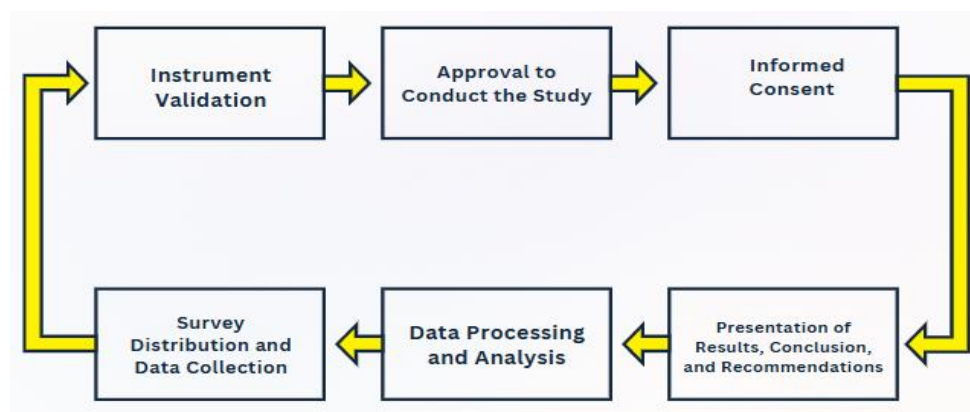 Instrument
Validation
Approval to
Conduct the Study
Informed
Consent
Survey
Distribution and
Data Collection
Data Processing
and Analysis
Presentation of
Results, Conclusion,
and Recommendations